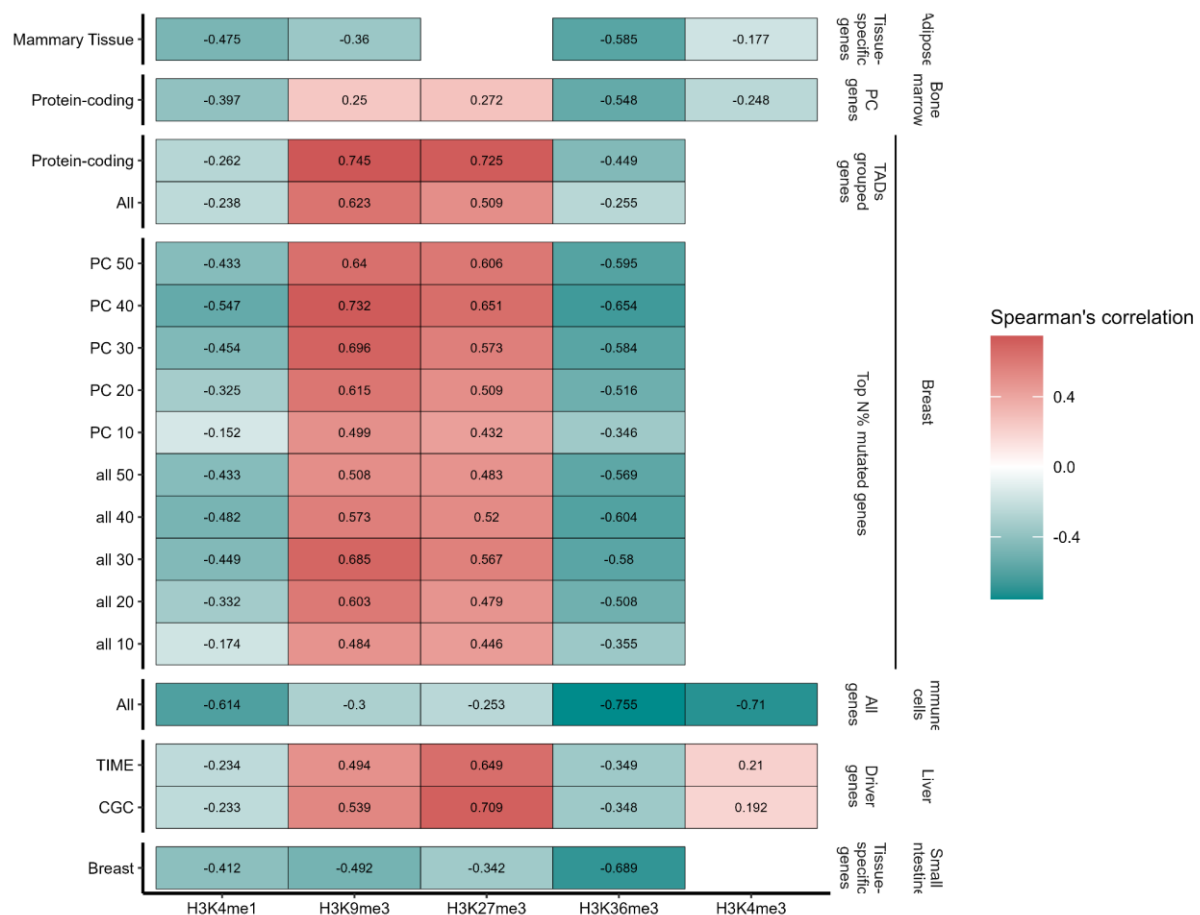 Mammary Tissue -0.475 -0.36 -0.585 -0.177 Tissue-specific genes Adipose
Protein-coding -0.397 0.25 0.272 -0.548 -0.248 PC genes Bone marrow
Protein-coding -0.262 0.745 0.725 -0.449
All -0.238 0.623 0.509 -0.255
TADs grouped genes
PC 50 -0.433 0.64 0.606 -0.595
PC 40 -0.547 0.732 0.651 -0.654
PC 30 -0.454 0.696 0.573 -0.584
PC 20 -0.325 0.615 0.509 -0.516
PC 10 -0.152 0.499 0.432 -0.346
all 50 -0.433 0.508 0.483 -0.569
all 40 -0.482 0.573 0.52 -0.604
all 30 -0.449 0.685 0.567 -0.58
all 20 -0.332 0.603 0.479 -0.508
all 10 -0.174 0.484 0.446 -0.355
Top N% mutated genes
Breast
All -0.614 -0.3 -0.253 -0.755 -0.71 All genes mmune cells
TIME -0.234 0.494 0.649 -0.349 0.21
CGC -0.233 0.539 0.709 -0.348 0.192
Driver genes
Liver
Breast -0.412 -0.492 -0.342 -0.689 Tissue-specific genes Small ntestine
H3K4me1 H3K9me3 H3K27me3 H3K36me3 H3K4me3
Spearman's correlation
0.4
0.0
-0.4